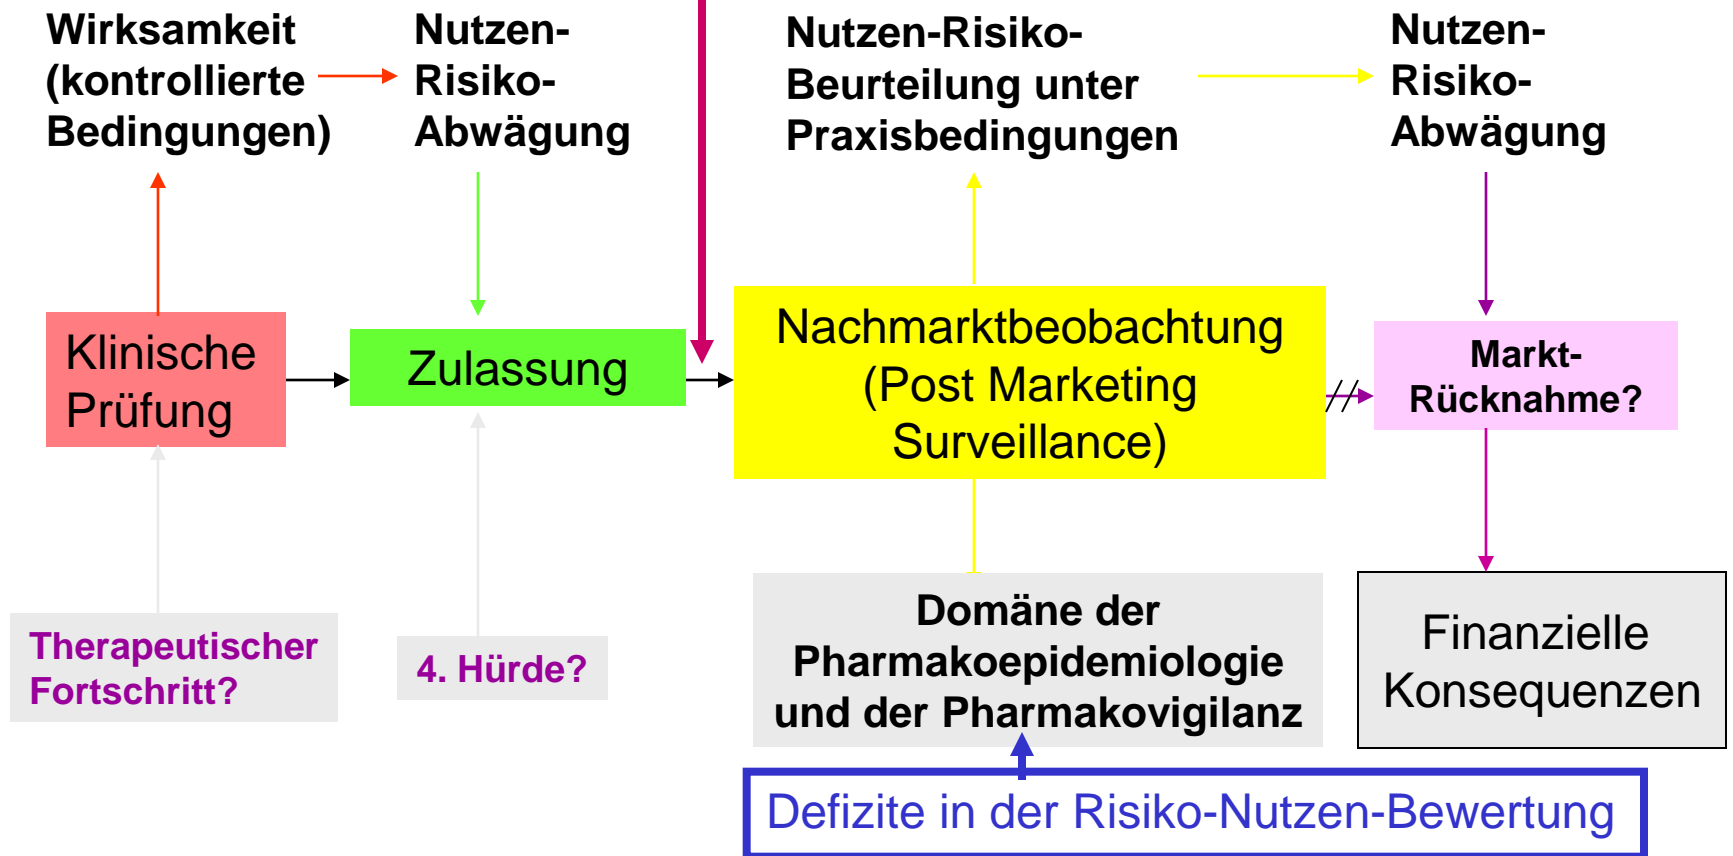 Wirksamkeit
(kontrollierte
Bedingungen)
Nutzen-
Risiko-
Abwägung
Nutzen-Risiko-
Beurteilung unter
Praxisbedingungen
Nutzen-
Risiko-
Abwägung
Klinische
Prüfung
Zulassung
Nachmarktbeobachtung
(Post Marketing
Surveillance)
Markt-
Rücknahme?
Therapeutischer
Fortschritt?
4. Hürde?
Domäne der
Pharmakoepidemiologie
und der Pharmakovigilanz
Finanzielle
Konsequenzen
Defizite in der Risiko-Nutzen-Bewertung